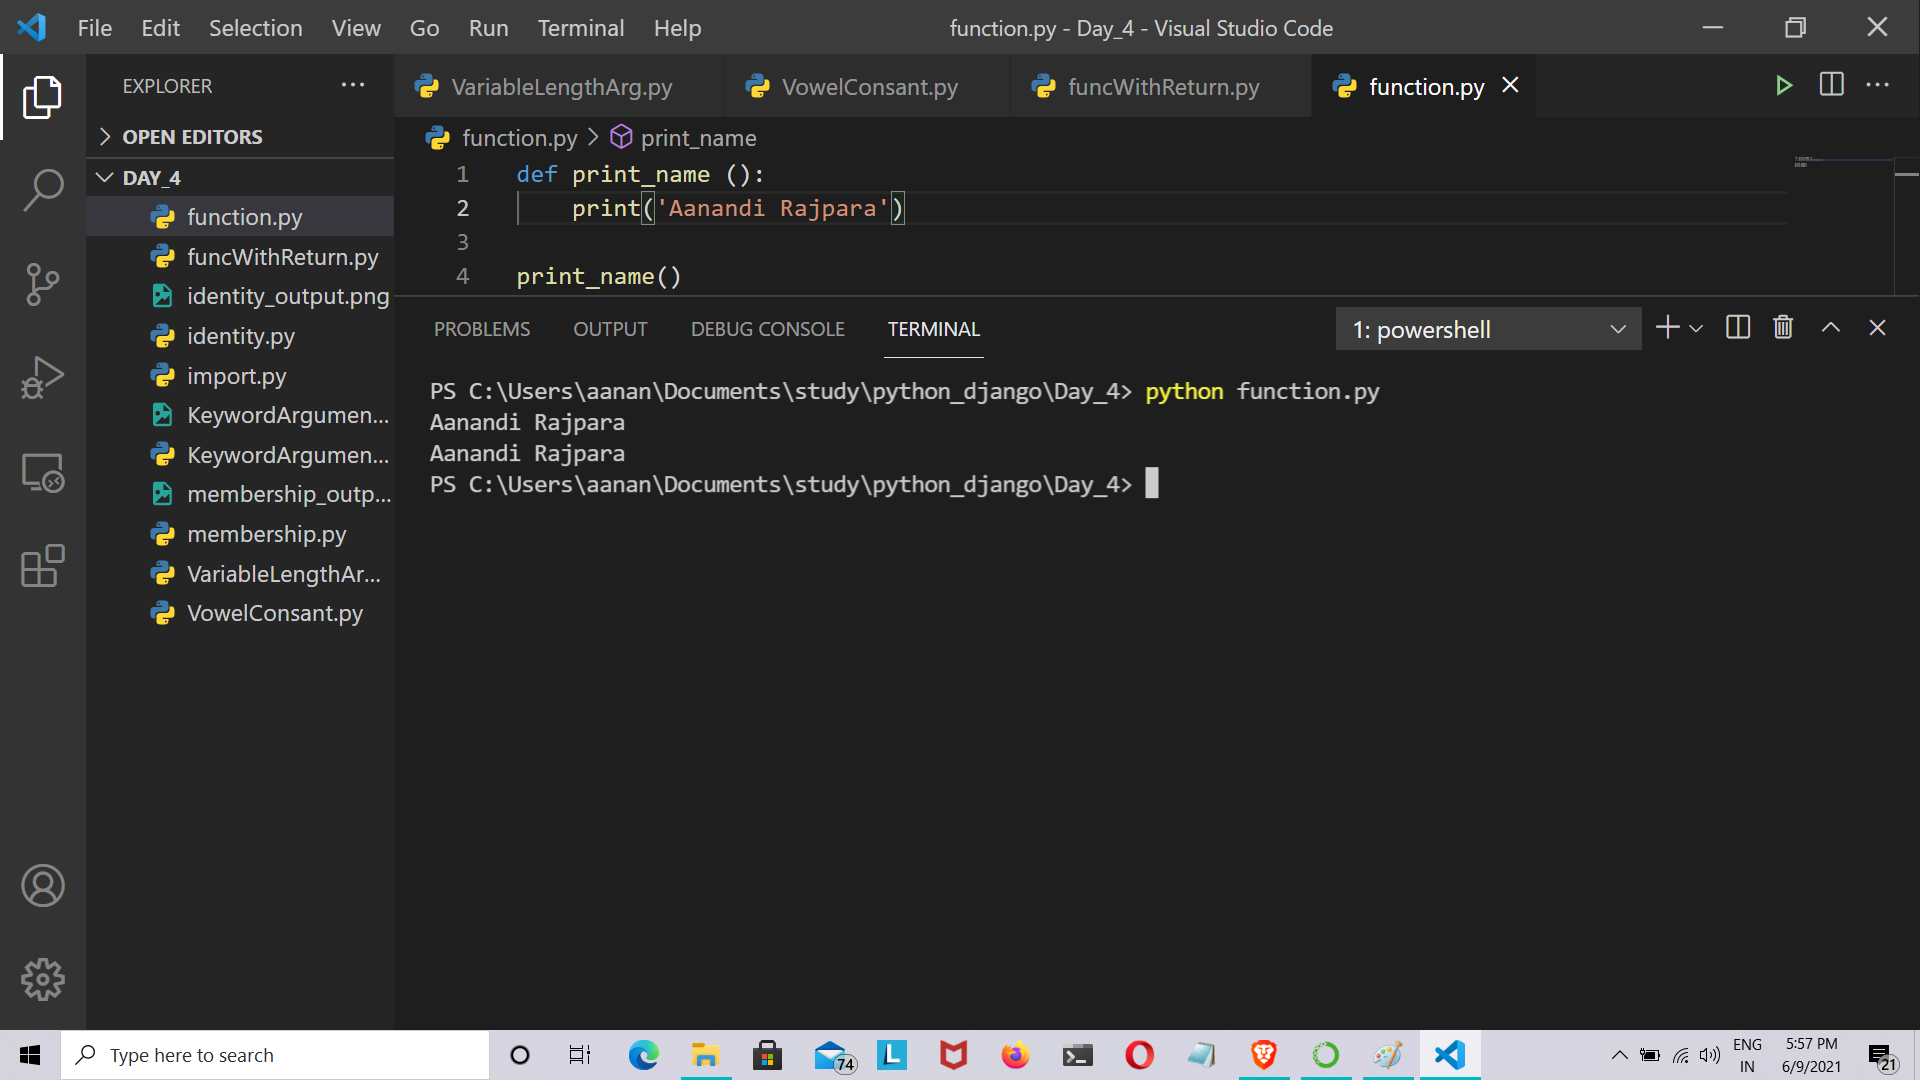 File Edit Selection View Go Run Terminal Help function.py - Day_4 - Visual Studio Code
EXPLORER ...
VariableLengthArg.py VowelConsant.py funcWithReturn.py function.py
OPEN EDITORS
function.py > print_name
DAY_4
function.py
funcWithReturn.py
identity_output.png
identity.py
import.py
KeywordArgumen...
KeywordArgumen...
membership_outp...
membership.py
VariableLengthAr...
VowelConsant.py
1 def print_name ():
2 print('Aanandi Rajpara')
3
4 print_name()
PROBLEMS OUTPUT DEBUG CONSOLE TERMINAL 1: powershell
PS C:\Users\aanan\Documents\study\python_django\Day_4> python function.py
Aanandi Rajpara
Aanandi Rajpara
PS C:\Users\aanan\Documents\study\python_django\Day_4>
Type here to search
74
L
ENG
IN
5:57 PM
6/9/2021
21